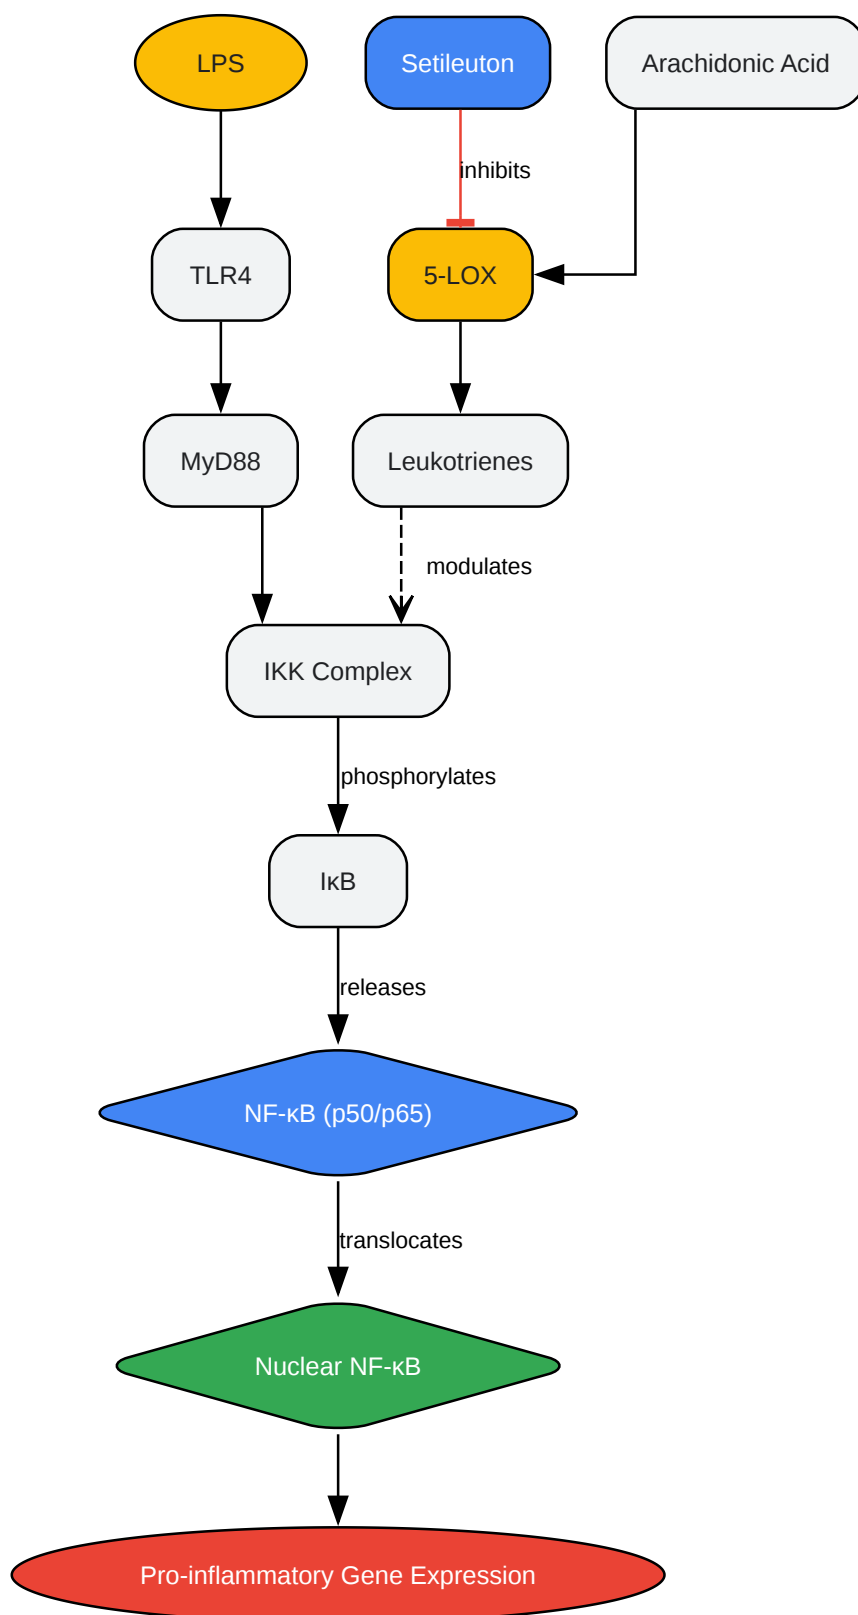 LPS
Setileuton
Arachidonic Acid
inhibits
TLR4
5-LOX
MyD88
Leukotrienes
modulates
IKK Complex
phosphorylates
IκB
releases
NF-κB (p50/p65)
translocates
Nuclear NF-κB
Pro-inflammatory Gene Expression